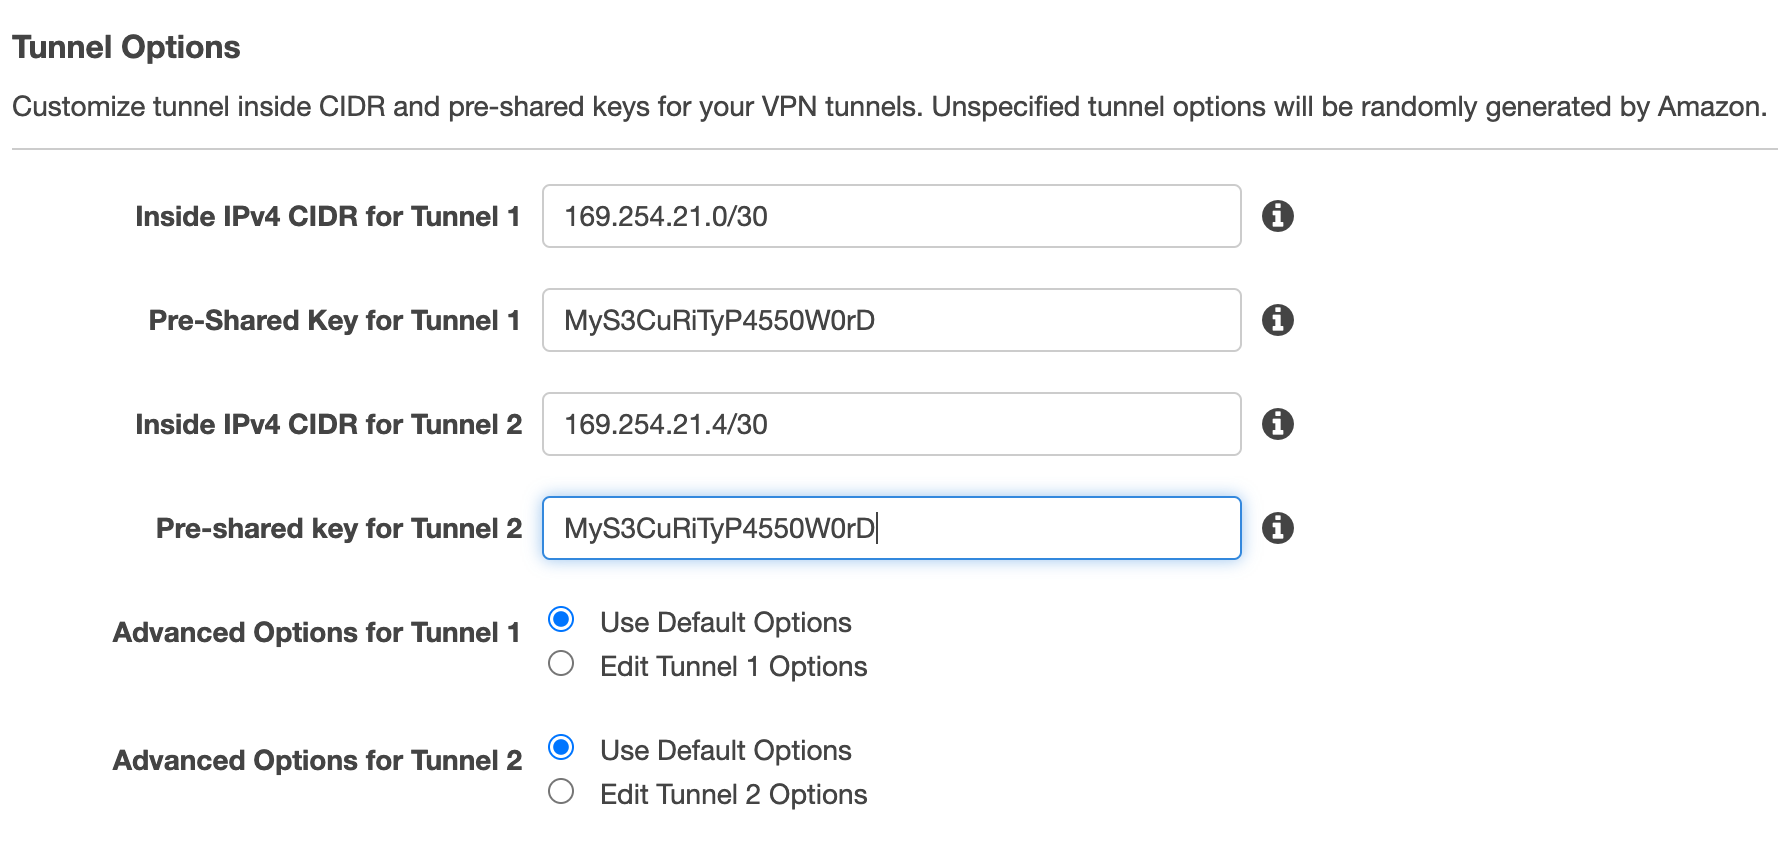 Tunnel Options
Customize tunnel inside CIDR and pre-shared keys for your VPN tunnels. Unspecified tunnel options will be randomly generated by Amazon.
Inside IPv4 CIDR for Tunnel 1 169.254.21.0/30
Pre-Shared Key for Tunnel 1 MyS3CuRiTyP4550W0rD
Inside IPv4 CIDR for Tunnel 2 169.254.21.4/30
Pre-shared key for Tunnel 2 MyS3CuRiTyP4550W0rD
Advanced Options for Tunnel 1 Use Default Options
Edit Tunnel 1 Options
Advanced Options for Tunnel 2 Use Default Options
Edit Tunnel 2 Options